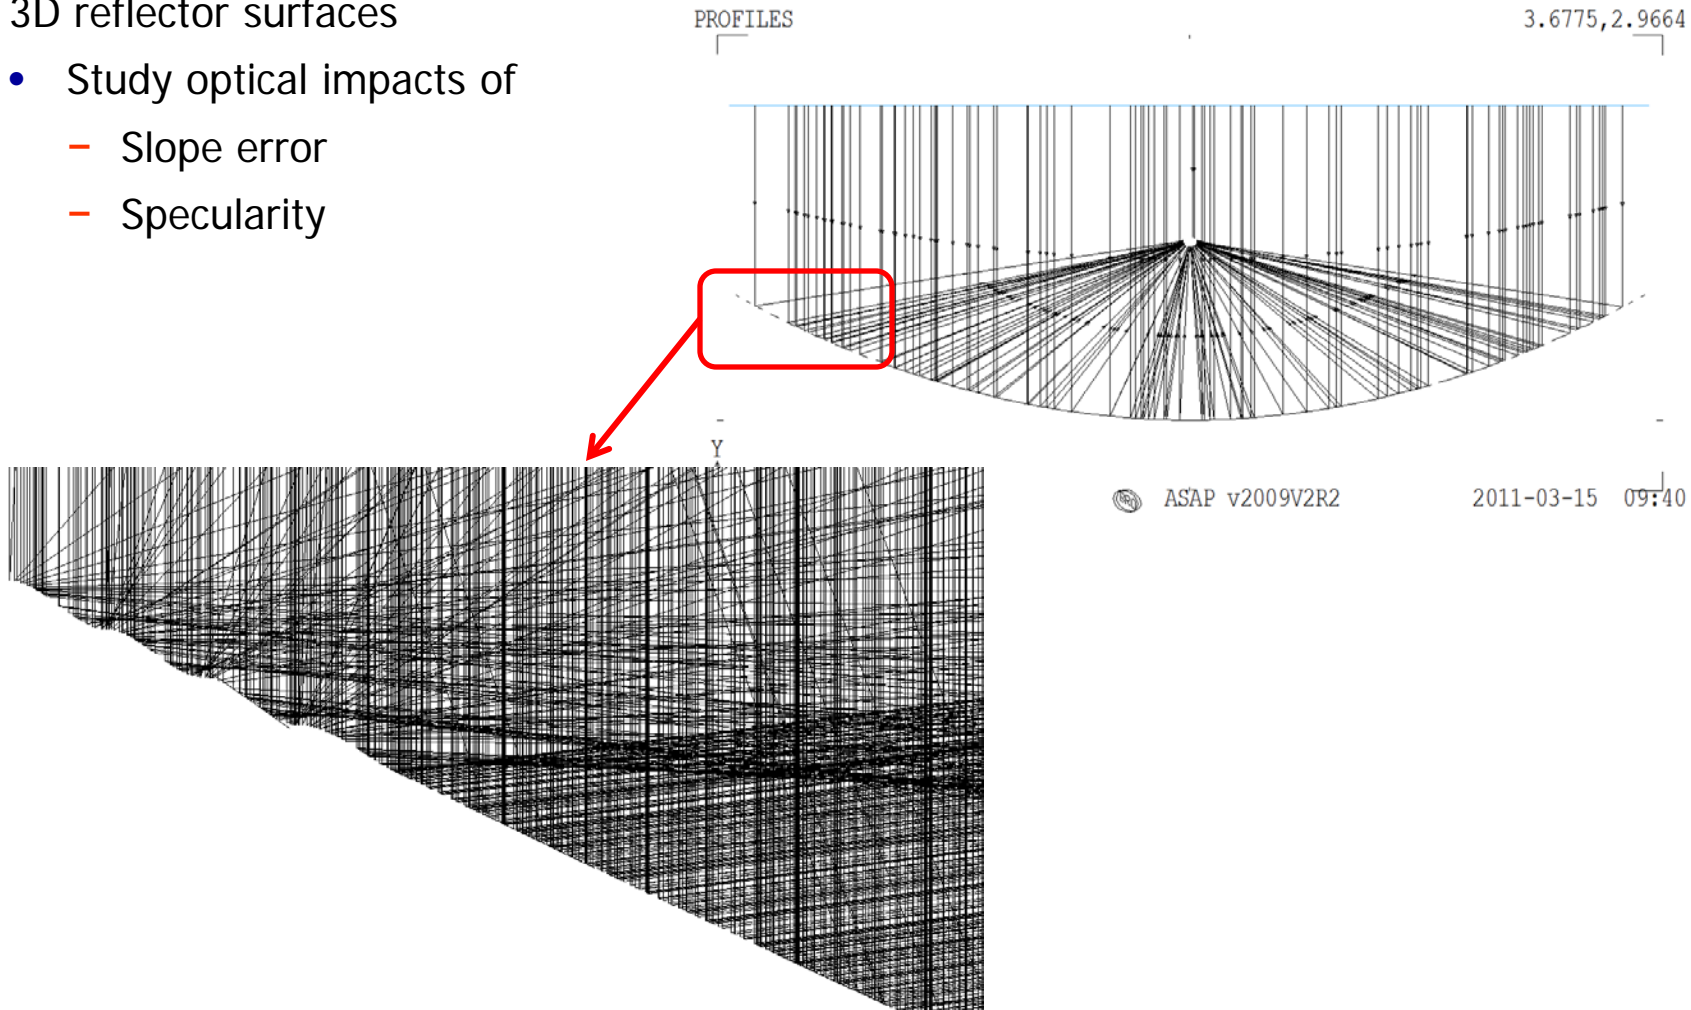 3D reflector surfaces
• Study optical impacts of
– Slope error
– Specularity
PROFILES 3.6775,2.9664
Y
ASAP v2009V2R2 2011-03-15 09:40